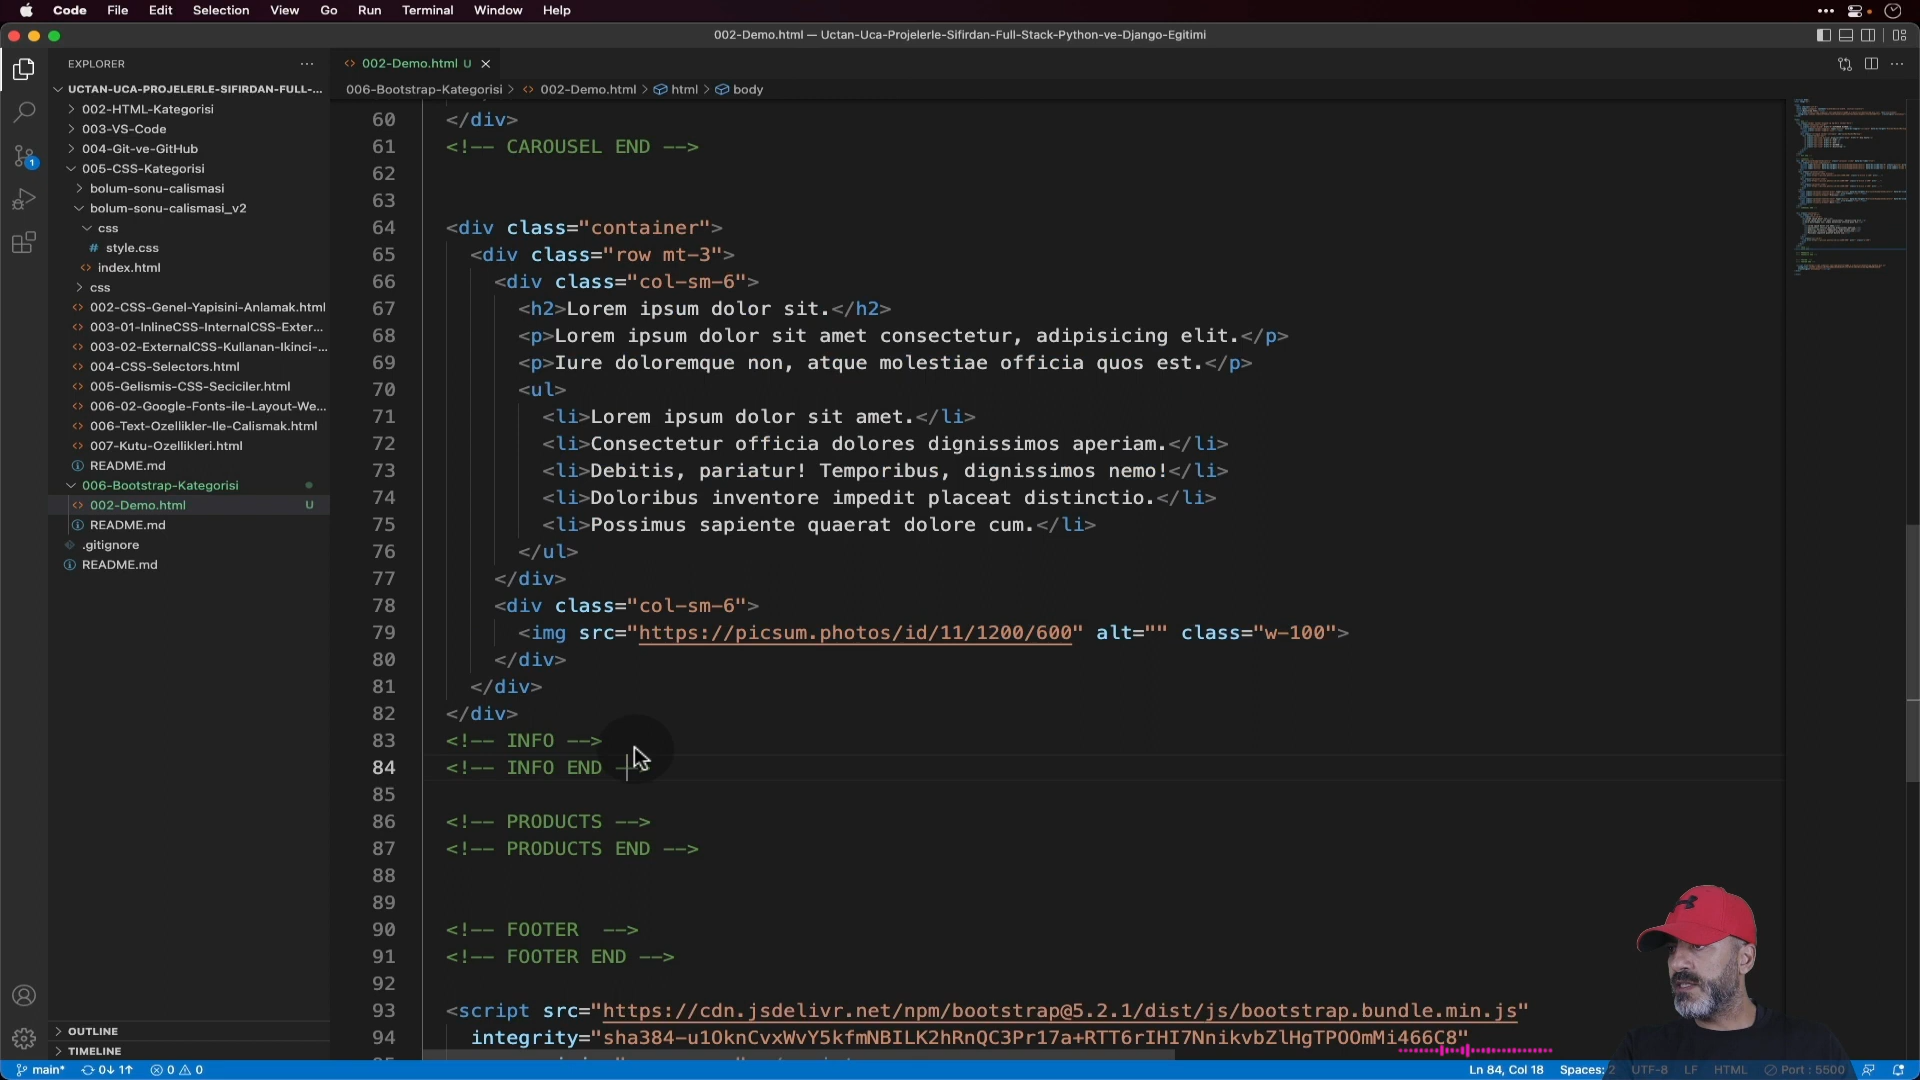 Code File Edit Selection View Go Run Terminal Window Help
002-Demo.html — Uctan-Uca-Projelerle-Sifirdan-Full-Stack-Python-ve-Django-Egitimi
EXPLORER
UCTAN-UCA-PROJELERLE-SIFIRDAN-FULL-...
002-HTML-Kategorisi
003-VS-Code
004-Git-ve-GitHub
005-CSS-Kategorisi
bolum-sonu-calismasi
bolum-sonu-calismasi_v2
css
# style.css
<> index.html
css
<> 002-CSS-Genel-Yapisini-Anlamak.html
<> 003-01-InlineCSS-InternalCSS-Exter...
<> 003-02-ExternalCSS-Kullanan-Ikinci-...
<> 004-CSS-Selectors.html
<> 005-Gelismis-CSS-Seciciler.html
<> 006-02-Google-Fonts-ile-Layout-We...
<> 006-Text-Ozellikler-Ile-Calismak.html
<> 007-Kutu-Ozellikleri.html
README.md
006-Bootstrap-Kategorisi
<> 002-Demo.html U
README.md
.gitignore
README.md
OUTLINE
TIMELINE
1
<> 002-Demo.html U
006-Bootstrap-Kategorisi > <> 002-Demo.html > html > body
60 </div>
61 <!-- CAROUSEL END -->
62
63
64 <div class="container">
65 <div class="row mt-3">
66 <div class="col-sm-6">
67 <h2>Lorem ipsum dolor sit.</h2>
68 <p>Lorem ipsum dolor sit amet consectetur, adipisicing elit.</p>
69 <p>Iure doloremque non, atque molestiae officia quos est.</p>
70 <ul>
71 <li>Lorem ipsum dolor sit amet.</li>
72 <li>Consectetur officia dolores dignissimos aperiam.</li>
73 <li>Debitis, pariatur! Temporibus, dignissimos nemo!</li>
74 <li>Doloribus inventore impedit placeat distinctio.</li>
75 <li>Possimus sapiente quaerat dolore cum.</li>
76 </ul>
77 </div>
78 <div class="col-sm-6">
79 <img src="https://picsum.photos/id/11/1200/600" alt="" class="w-100">
80 </div>
81 </div>
82 </div>
83 <!-- INFO -->
84 <!-- INFO END -->
85
86 <!-- PRODUCTS -->
87 <!-- PRODUCTS END -->
88
89
90 <!-- FOOTER -->
91 <!-- FOOTER END -->
92
93 <script src="https://cdn.jsdelivr.net/npm/bootstrap@5.2.1/dist/js/bootstrap.bundle.min.js"
94 integrity="sha384-u1OknCvxWvY5kfmNBILK2hRnQC3Pr17a+RTT6rIHI7NnikvbZlHgTPOOmMi466C8"
main* 0↓ 1↑ 0 0 Ln 84, Col 18 Spaces: 2 UTF-8 LF HTML Port : 5500